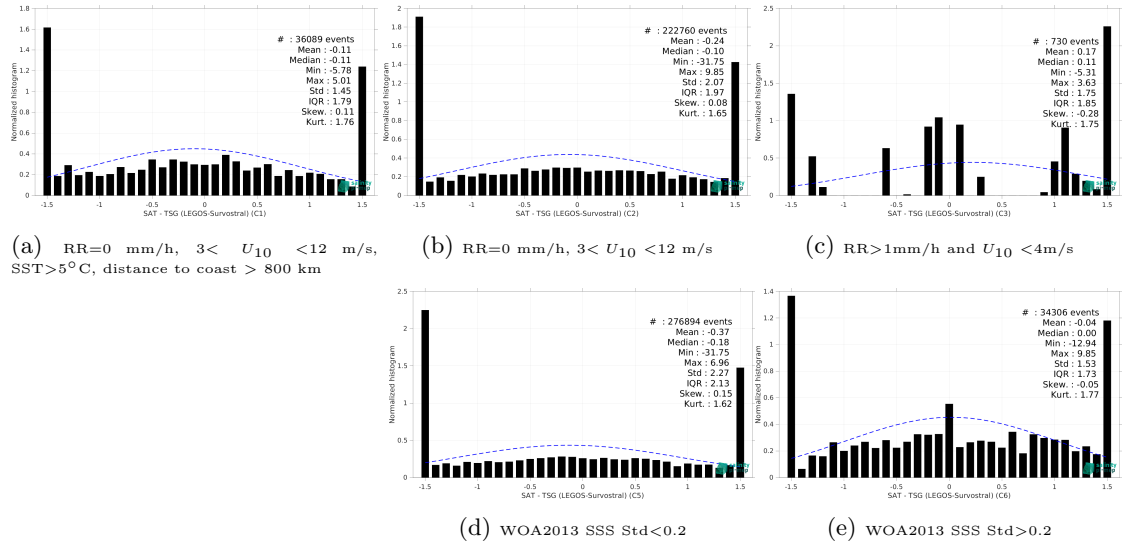 1.8
1.6
1.4
1.2
1
0.8
0.6
0.4
0.2
0
Normalized histogram
# : 36089 events
Mean : -0.11
Median : -0.11
Min : -5.78
Max : 5.01
Std : 1.45
IQR : 1.79
Skew. : 0.11
Kurt. : 1.76
-1.5 -1 -0.5 0 0.5 1 1.5
SAT - TSG (LEGOS-Survostral) (C1)
(a) RR=0 mm/h, 3< U10 <12 m/s,
SST>5°C, distance to coast > 800 km
2
1.8
1.6
1.4
1.2
1
0.8
0.6
0.4
0.2
0
Normalized histogram
# : 222760 events
Mean : -0.24
Median : -0.10
Min : -31.75
Max : 9.85
Std : 2.07
IQR : 1.97
Skew. : 0.08
Kurt. : 1.65
-1.5 -1 -0.5 0 0.5 1 1.5
SAT - TSG (LEGOS-Survostral) (C2)
(b) RR=0 mm/h, 3< U10 <12 m/s
2.5
2
1.5
1
0.5
0
Normalized histogram
# : 730 events
Mean : 0.17
Median : 0.11
Min : -5.31
Max : 3.63
Std : 1.75
IQR : 1.85
Skew. : -0.28
Kurt. : 1.75
-1.5 -1 -0.5 0 0.5 1 1.5
SAT - TSG (LEGOS-Survostral) (C3)
(c) RR>1mm/h and U10 <4m/s
2.5
2
1.5
1
0.5
0
Normalized histogram
# : 276894 events
Mean : -0.37
Median : -0.18
Min : -31.75
Max : 6.96
Std : 2.27
IQR : 2.13
Skew. : 0.15
Kurt. : 1.62
-1.5 -1 -0.5 0 0.5 1 1.5
SAT - TSG (LEGOS-Survostral) (C5)
(d) WOA2013 SSS Std<0.2
1.4
1.2
1
0.8
0.6
0.4
0.2
0
Normalized histogram
# : 34306 events
Mean : -0.04
Median : 0.00
Min : -12.94
Max : 9.85
Std : 1.53
IQR : 1.73
Skew. : -0.05
Kurt. : 1.77
-1.5 -1 -0.5 0 0.5 1 1.5
SAT - TSG (LEGOS-Survostral) (C6)
(e) WOA2013 SSS Std>0.2